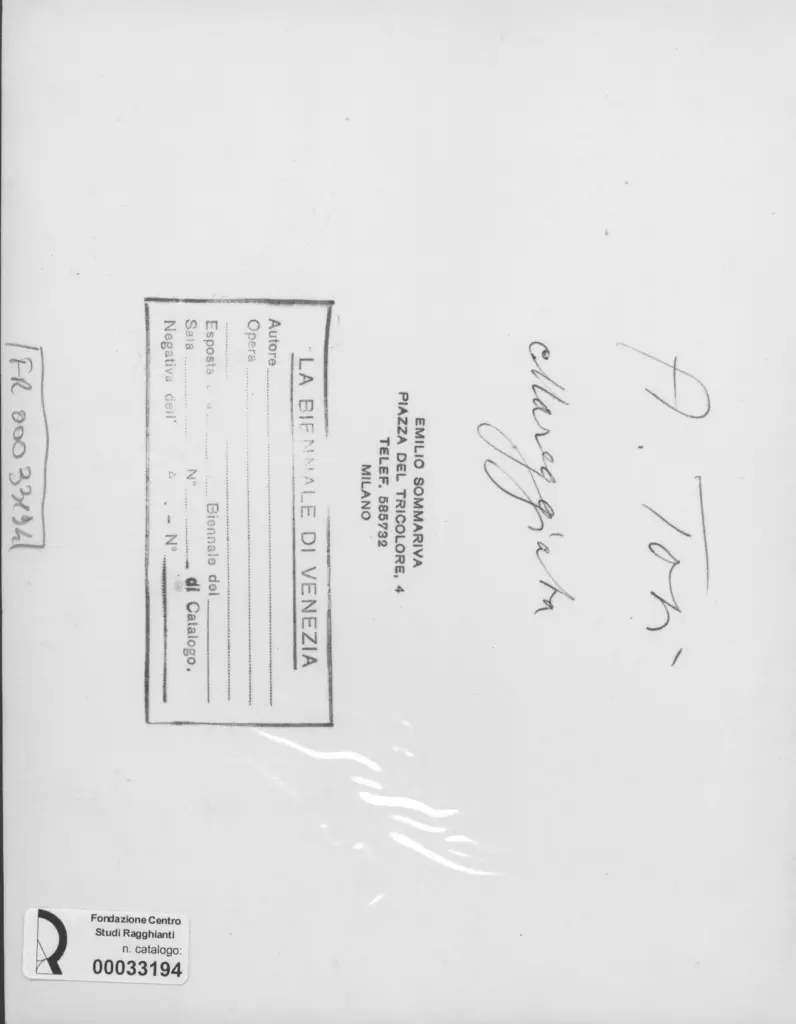 A. Tosi
Mareggiata
EMILIO SOMMARIVA
PIAZZA DEL TRICOLORE, 4
TELEF. 585732
MILANO
LA BIENNALE DI VENEZIA
Autore
Opera
Esposta Biennale del
Sala N° di Catalogo.
Negativa dell' - N°
FR 00033194
Fondazione Centro
Studi Ragghianti
n. catalogo:
00033194